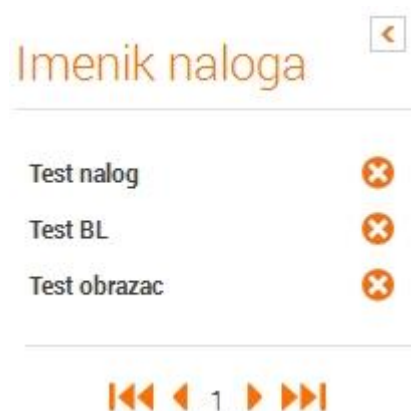 Imenik naloga
Test nalog
Test BL
Test obrazac
1